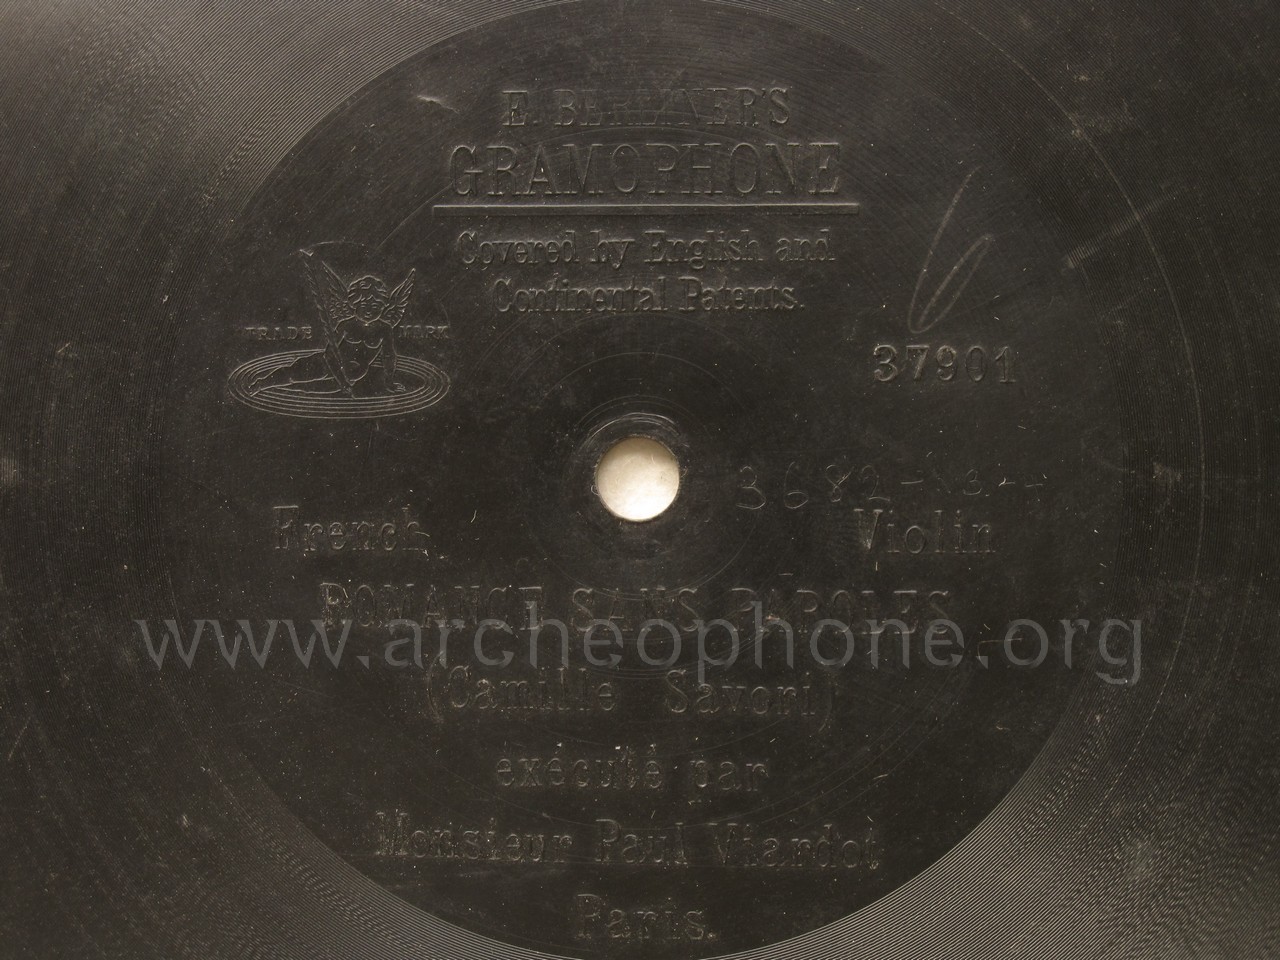 E. BERLINER'S
GRAMOPHONE
Covered by English and
Continental Patents.
TRADE MARK
37901
3682
French Violin
ROMANCE SANS PAROLES
www.archeophone.org
(Camille Savori)
exécuté par
Monsieur Paul Viardot
Paris.